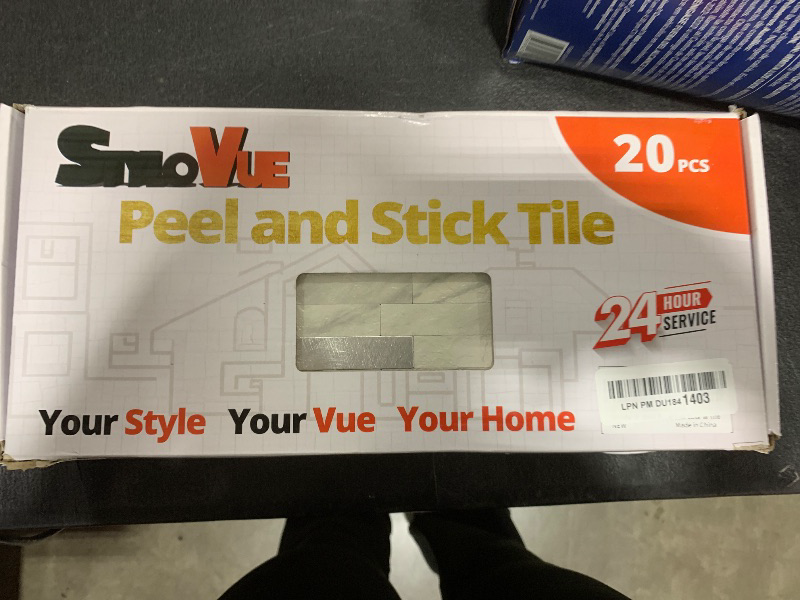 STYLOVUE
20 PCS
Peel and Stick Tile
24 HOUR SERVICE
LPN PM DU184 1403
Made in China
Your Style Your Vue Your Home